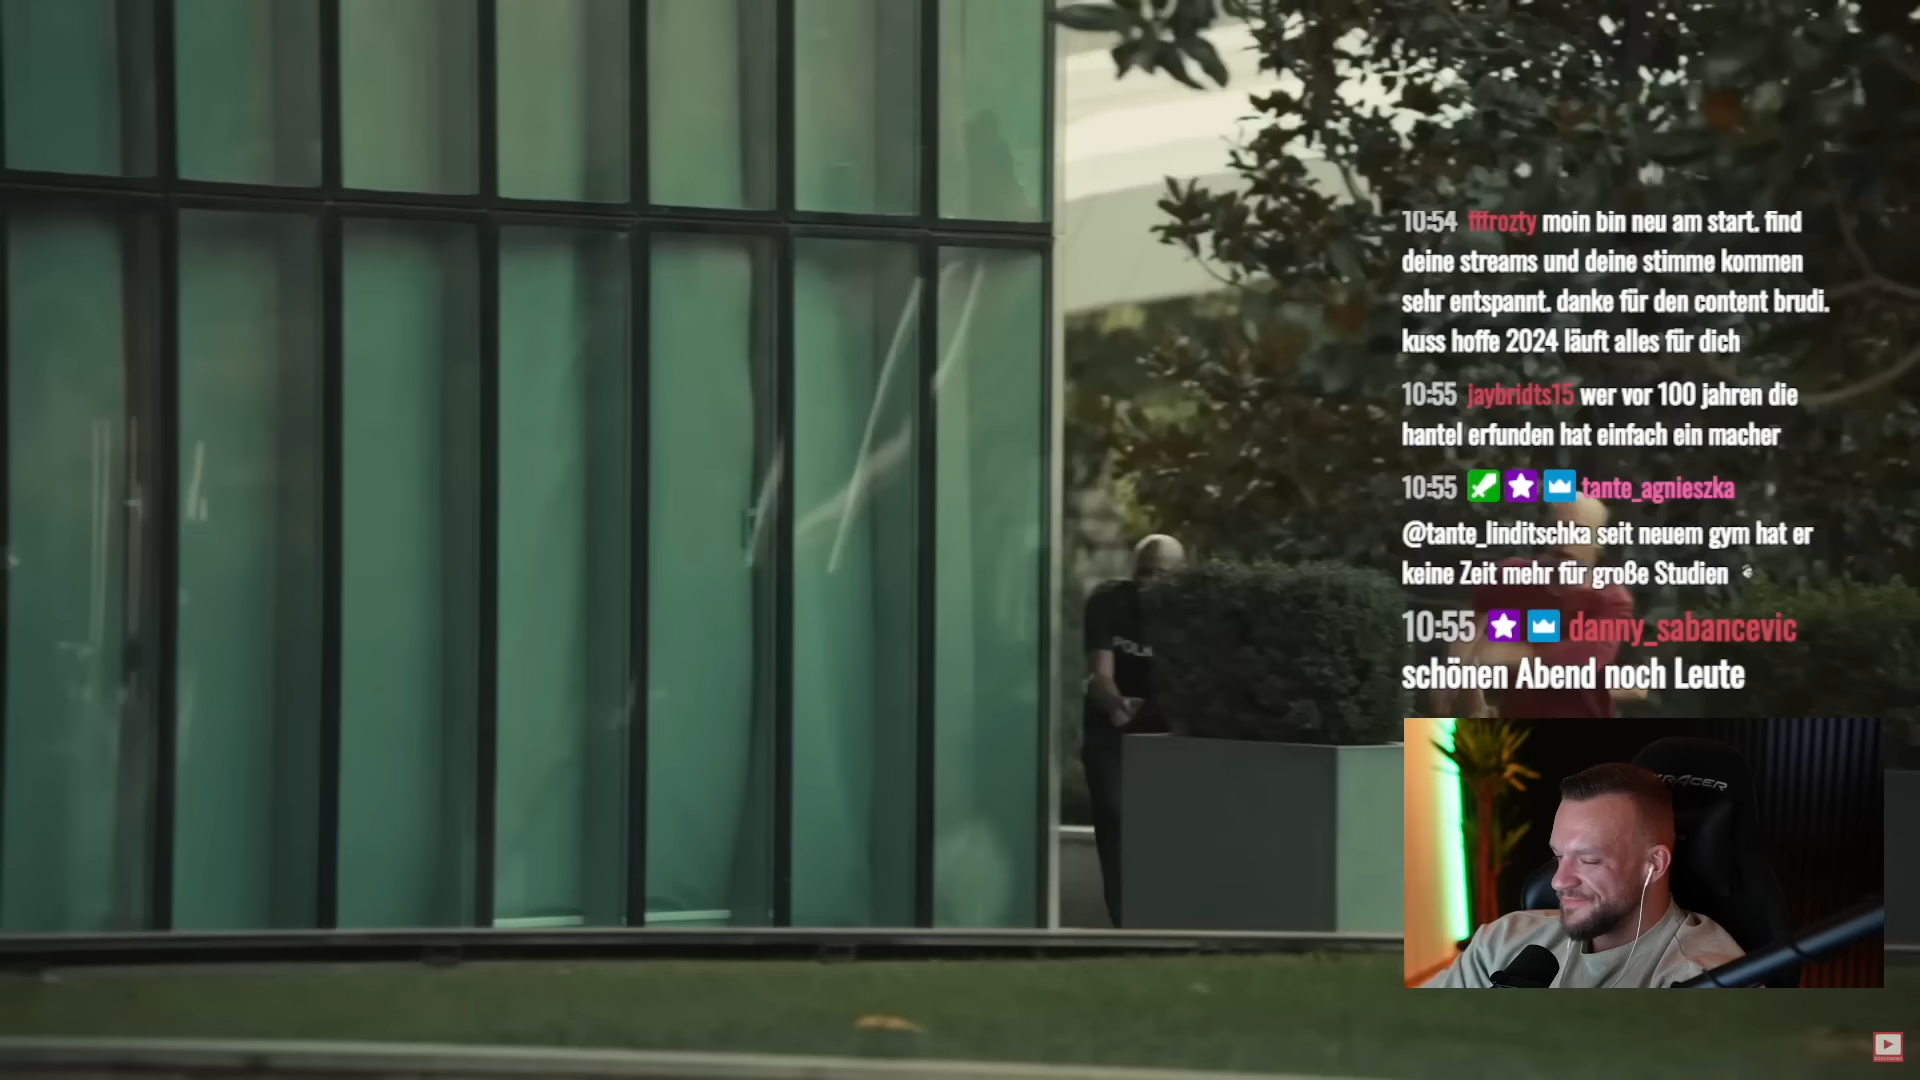 10:54 fffrozty moin bin neu am start. find
deine streams und deine stimme kommen
sehr entspannt. danke für den content brudi.
kuss hoffe 2024 läuft alles für dich
10:55 jaybridts15 wer vor 100 jahren die
hantel erfunden hat einfach ein macher
10:55 tante_agnieszka
@tante_linditschka seit neuem gym hat er
keine Zeit mehr für große Studien
10:55 danny_sabancevic
schönen Abend noch Leute